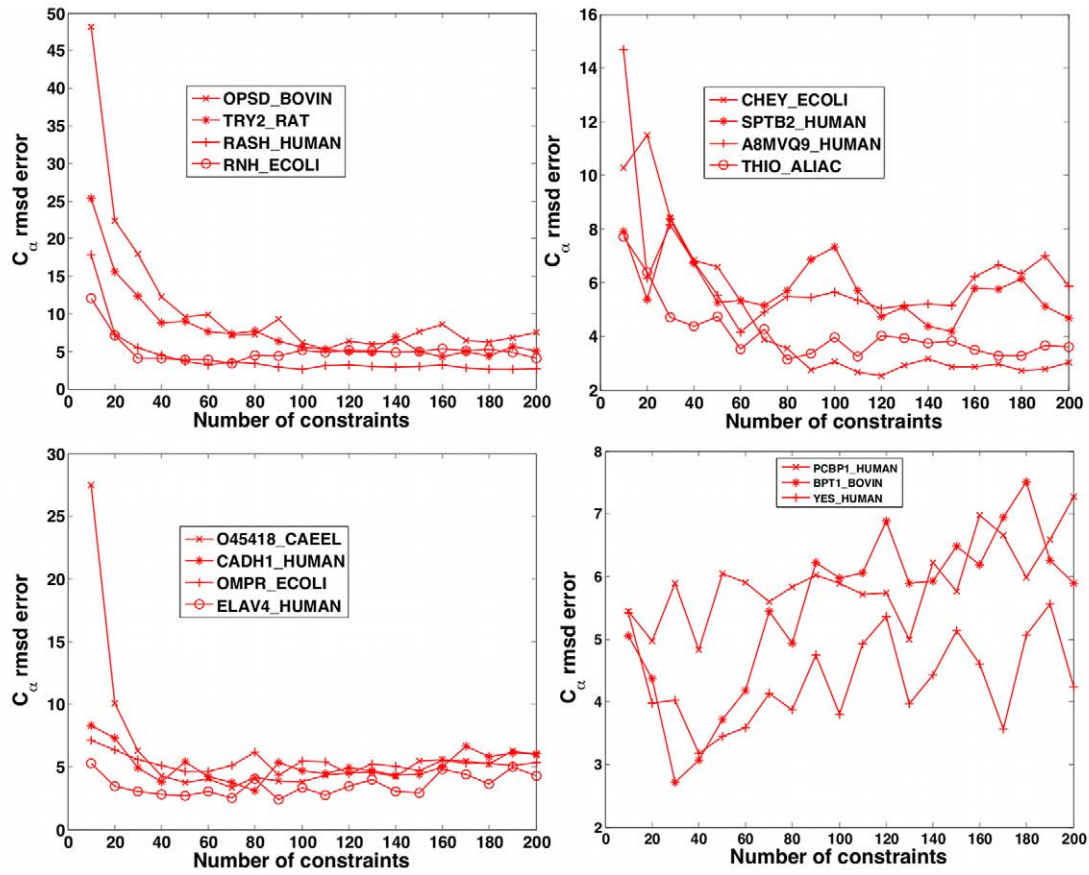 50
45
40
35
30
25
20
15
10
5
0
Cα rmsd error
OPSD_BOVIN
TRY2_RAT
RASH_HUMAN
RNH_ECOLI
0 20 40 60 80 100 120 140 160 180 200
Number of constraints
16
14
12
10
8
6
4
2
Cα rmsd error
CHEY_ECOLI
SPTB2_HUMAN
A8MVQ9_HUMAN
THIO_ALIAC
0 20 40 60 80 100 120 140 160 180 200
Number of constraints
30
25
20
15
10
5
0
Cα rmsd error
O45418_CAEEL
CADH1_HUMAN
OMPR_ECOLI
ELAV4_HUMAN
0 20 40 60 80 100 120 140 160 180 200
Number of constraints
8
7
6
5
4
3
2
Cα rmsd error
PCBP1_HUMAN
BPT1_BOVIN
YES_HUMAN
0 20 40 60 80 100 120 140 160 180 200
Number of constraints